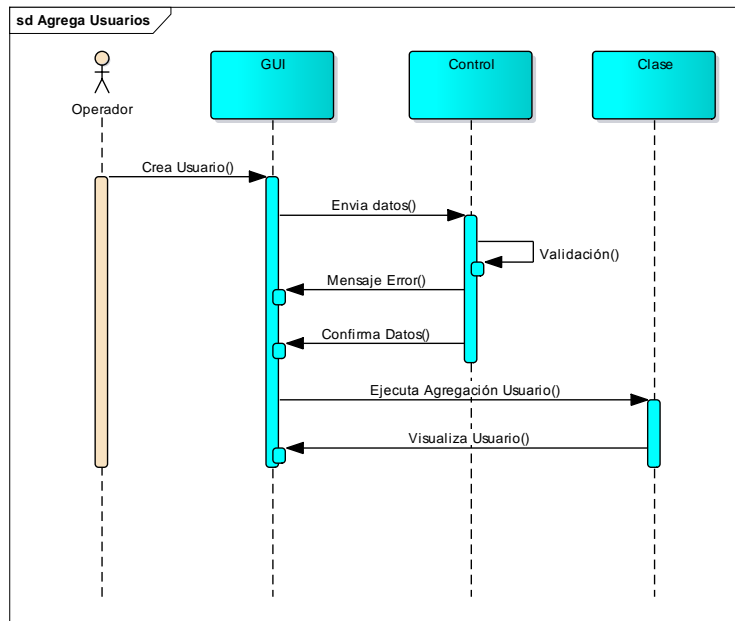 sd Agrega Usuarios
GUI
Control
Clase
Operador
Crea Usuario()
Envia datos()
Validación()
Mensaje Error()
Confirma Datos()
Ejecuta Agregación Usuario()
Visualiza Usuario()